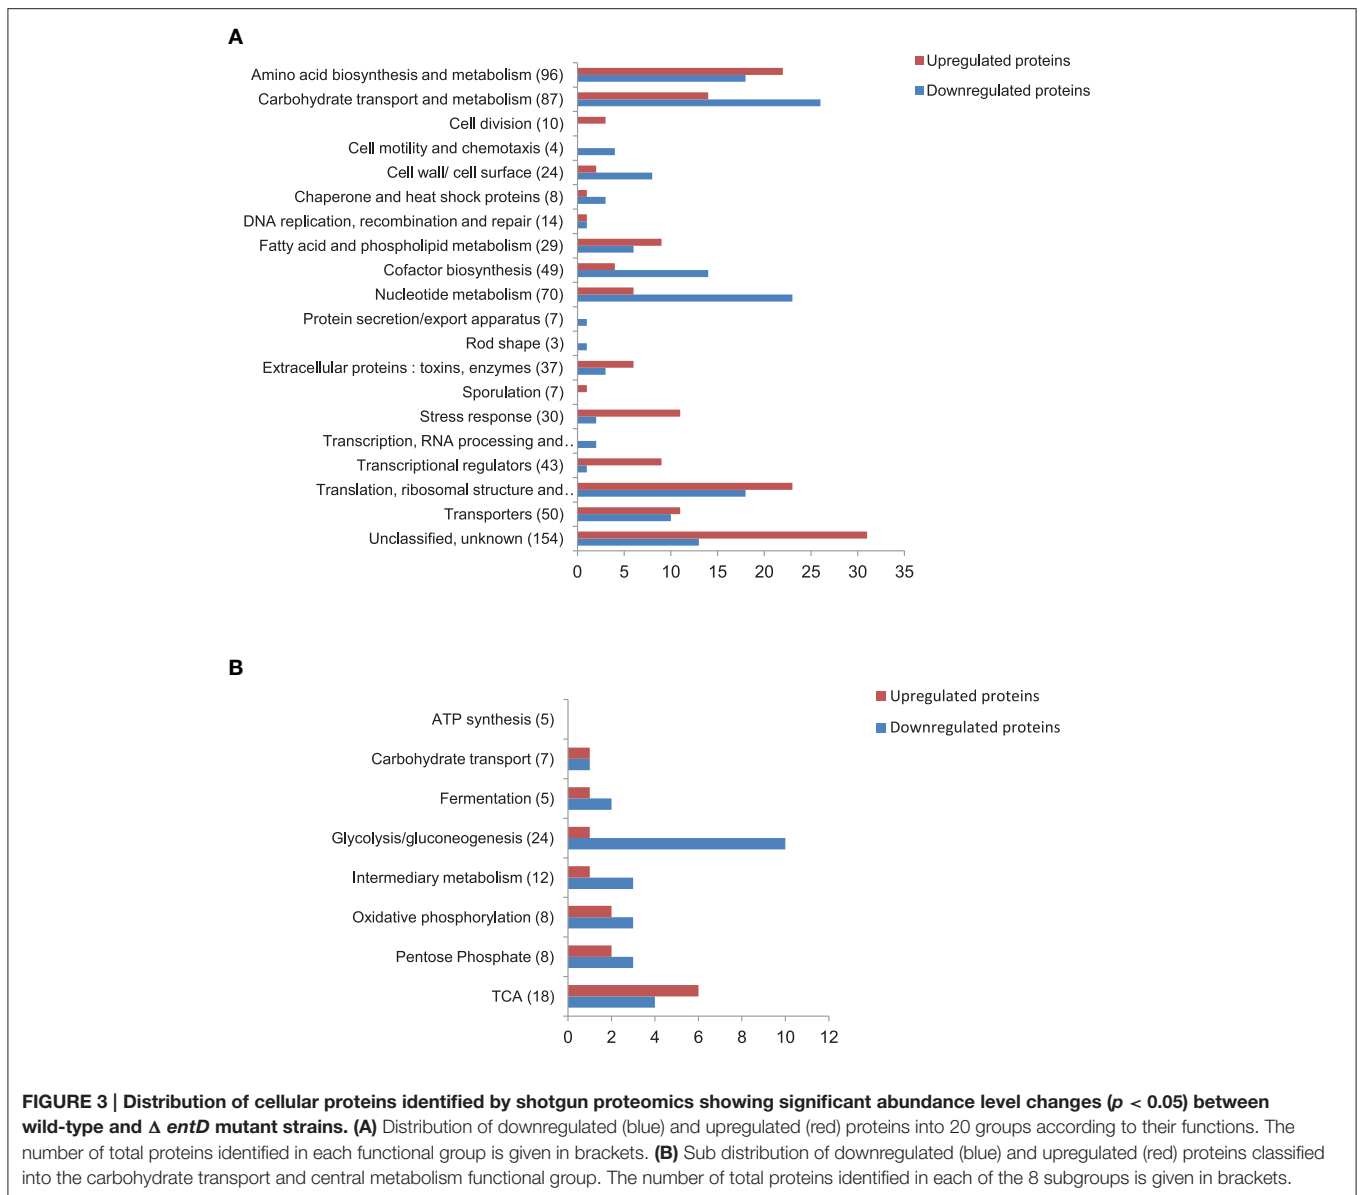 A
Upregulated proteins
Downregulated proteins
Amino acid biosynthesis and metabolism (96)
Carbohydrate transport and metabolism (87)
Cell division (10)
Cell motility and chemotaxis (4)
Cell wall/ cell surface (24)
Chaperone and heat shock proteins (8)
DNA replication, recombination and repair (14)
Fatty acid and phospholipid metabolism (29)
Cofactor biosynthesis (49)
Nucleotide metabolism (70)
Protein secretion/export apparatus (7)
Rod shape (3)
Extracellular proteins : toxins, enzymes (37)
Sporulation (7)
Stress response (30)
Transcription, RNA processing and..
Transcriptional regulators (43)
Translation, ribosomal structure and..
Transporters (50)
Unclassified, unknown (154)
0 5 10 15 20 25 30 35
B
Upregulated proteins
Downregulated proteins
ATP synthesis (5)
Carbohydrate transport (7)
Fermentation (5)
Glycolysis/gluconeogenesis (24)
Intermediary metabolism (12)
Oxidative phosphorylation (8)
Pentose Phosphate (8)
TCA (18)
0 2 4 6 8 10 12
FIGURE 3 | Distribution of cellular proteins identified by shotgun proteomics showing significant abundance level changes (p < 0.05) between
wild-type and Δ entD mutant strains. (A) Distribution of downregulated (blue) and upregulated (red) proteins into 20 groups according to their functions. The
number of total proteins identified in each functional group is given in brackets. (B) Sub distribution of downregulated (blue) and upregulated (red) proteins classified
into the carbohydrate transport and central metabolism functional group. The number of total proteins identified in each of the 8 subgroups is given in brackets.